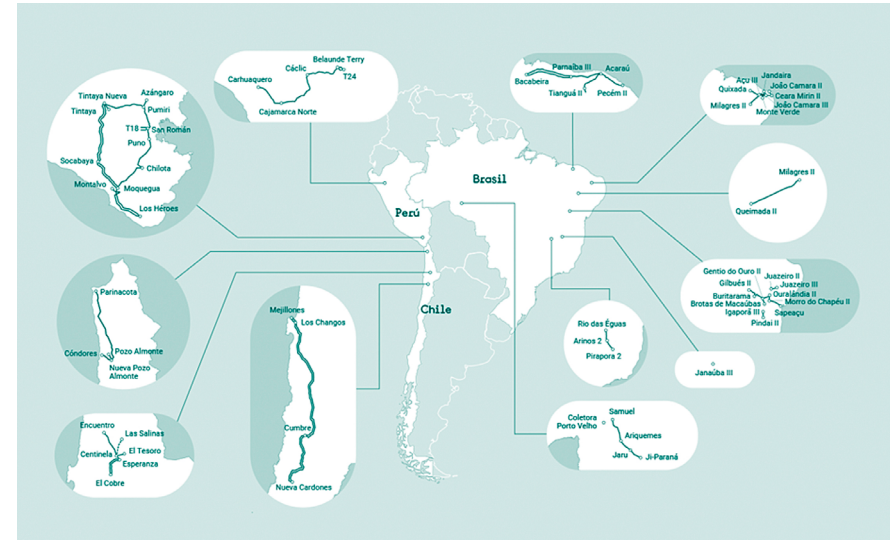 Belaunde Terry
Cáclic
T24
Carhuaquero
Cajamarca Norte
Parnaíba III
Acaraú
Bacabeira
Tianguá II
Pecém II
Jandaira
Açu III
João Camara II
Quixada
Ceara Mirin II
Milagres II
João Camara III
Monte Verde
Tintaya Nueva
Azángaro
Tintaya
Pumiri
T18
San Román
Puno
Socabaya
Chilota
Montalvo
Moquegua
Los Héroes
Brasil
Perú
Chile
Milagres II
Queimada II
Parinacota
Cóndores
Pozo Almonte
Nueva Pozo
Almonte
Gentio do Ouro II
Juazeiro II
Gilbués II
Juazeiro III
Buritarama
Ouralândia II
Brotas de Macaúbas
Morro do Chapéu II
Igaporá III
Sapeaçu
Pindai II
Mejillones
Los Changos
Cumbre
Nueva Cardones
Rio das Éguas
Arinos 2
Pirapora 2
Janaúba III
Encuentro
Las Salinas
Centinela
El Tesoro
Esperanza
El Cobre
Coletora
Porto Velho
Samuel
Ariquemes
Jaru
Ji-Paraná